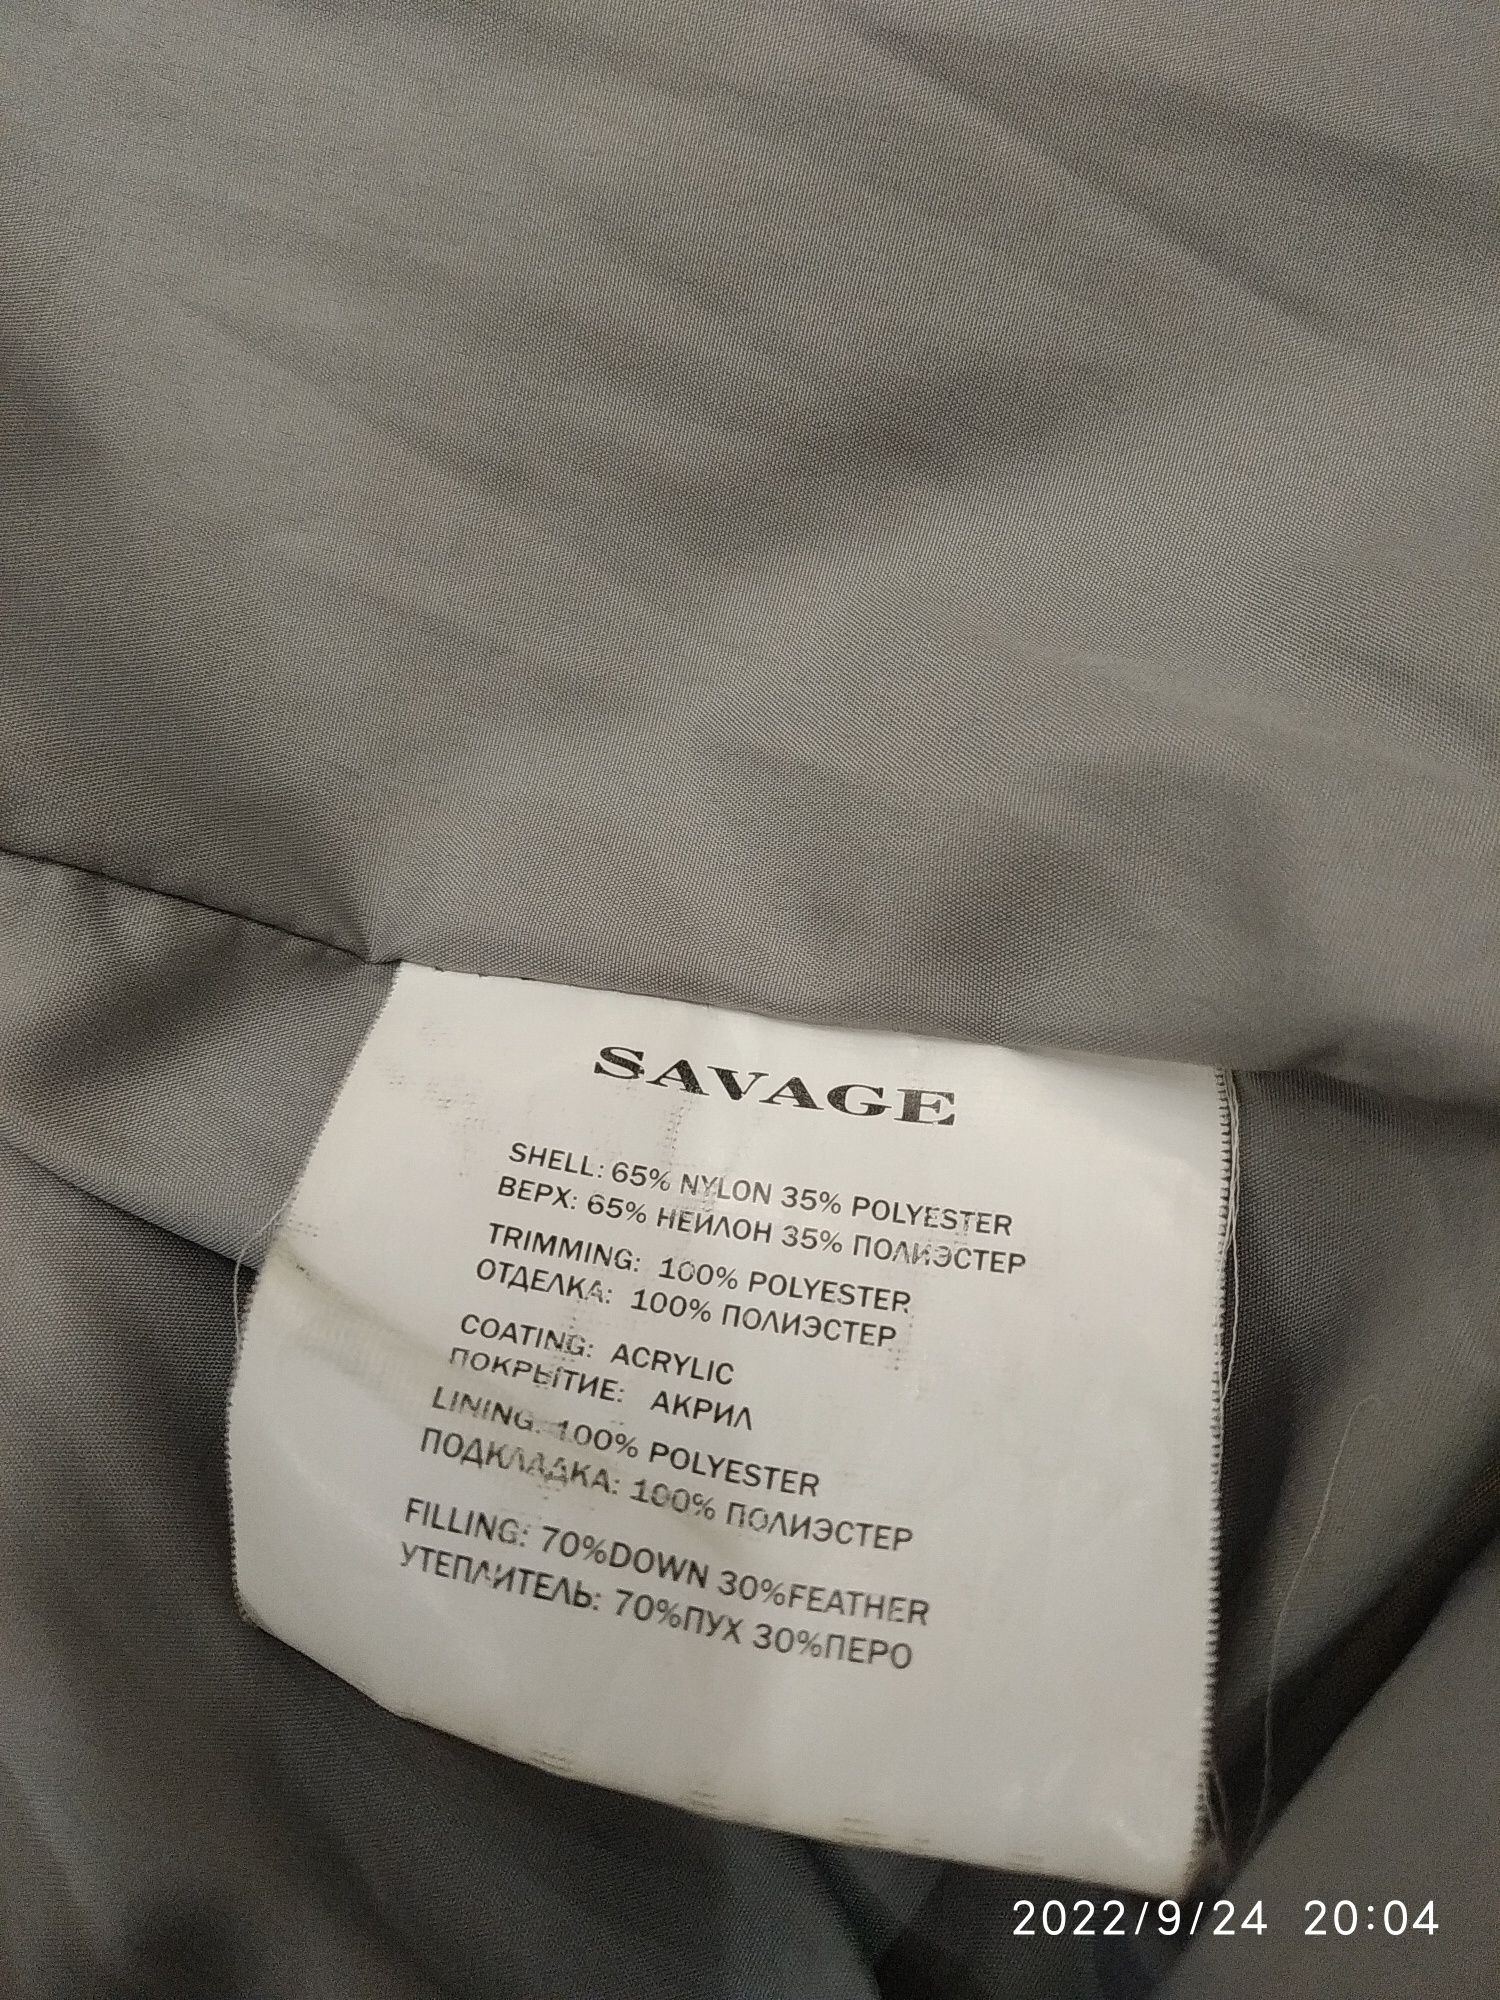 SAVAGE
SHELL: 65% NYLON 35% POLYESTER
ВЕРХ: 65% НЕЙЛОН 35% ПОЛИЭСТЕР
TRIMMING: 100% POLYESTER
ОТДЕЛКА: 100% ПОЛИЭСТЕР
COATING: ACRYLIC
ПОКРЫТИЕ: АКРИЛ
LINING: 100% POLYESTER
ПОДКЛАДКА: 100% ПОЛИЭСТЕР
FILLING: 70%DOWN 30%FEATHER
УТЕПЛИТЕЛЬ: 70%ПУХ 30%ПЕРО
2022/9/24 20:04